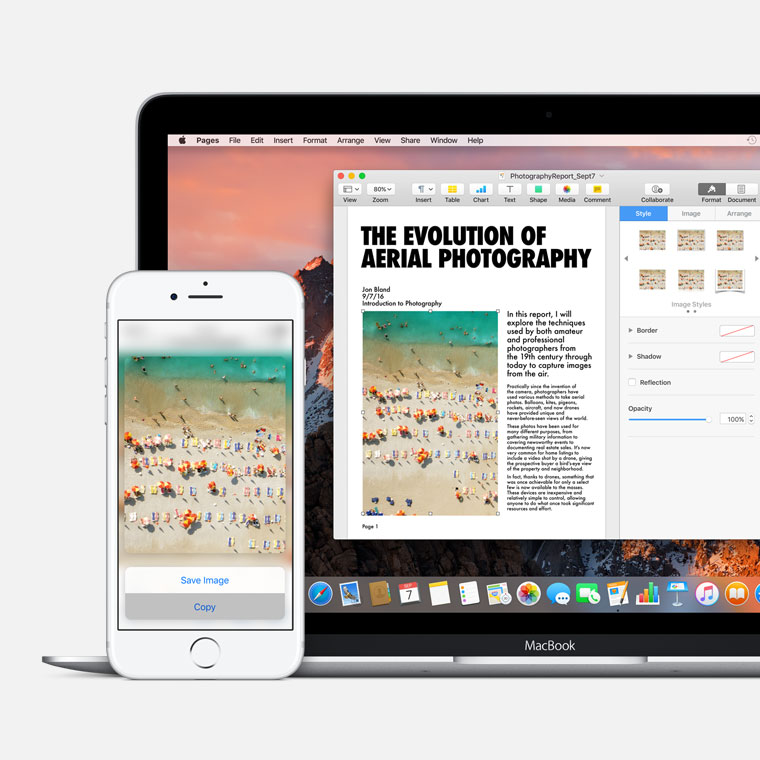 Pages File Edit Insert Format Arrange View Share Window Help
PhotographyReport_Sept7
80%
View Zoom Insert Table Chart Text Shape Media Comment Collaborate Format Document
Style Image Arrange
THE EVOLUTION OF
AERIAL PHOTOGRAPHY
Jon Bland
9/7/16
Introduction to Photography
In this report, I will
explore the techniques
used by both amateur
and professional
photographers from
the 19th century through
today to capture images
from the air.
Practically since the invention of
the camera, photographers have
used various methods to take aerial
photos. Balloons, kites, pigeons,
rockets, aircraft, and now drones
have provided unique and
never-before-seen views of the world.
These photos have been used for
many different purposes, from
gathering military information to
covering newsworthy events to
documenting real estate sales. It's now
very common for home listings to
include a video shot by a drone, giving
the prospective buyer a bird's-eye view
of the property and neighborhood.
In fact, thanks to drones, something that
was once achievable for only a select
few is now available to the masses.
These devices are inexpensive and
relatively simple to control, allowing
anyone to do what once took significant
resources and effort.
Page 1
Image Styles
Border
Shadow
Reflection
Opacity
100%
Save Image
Copy
SEP
7
MacBook